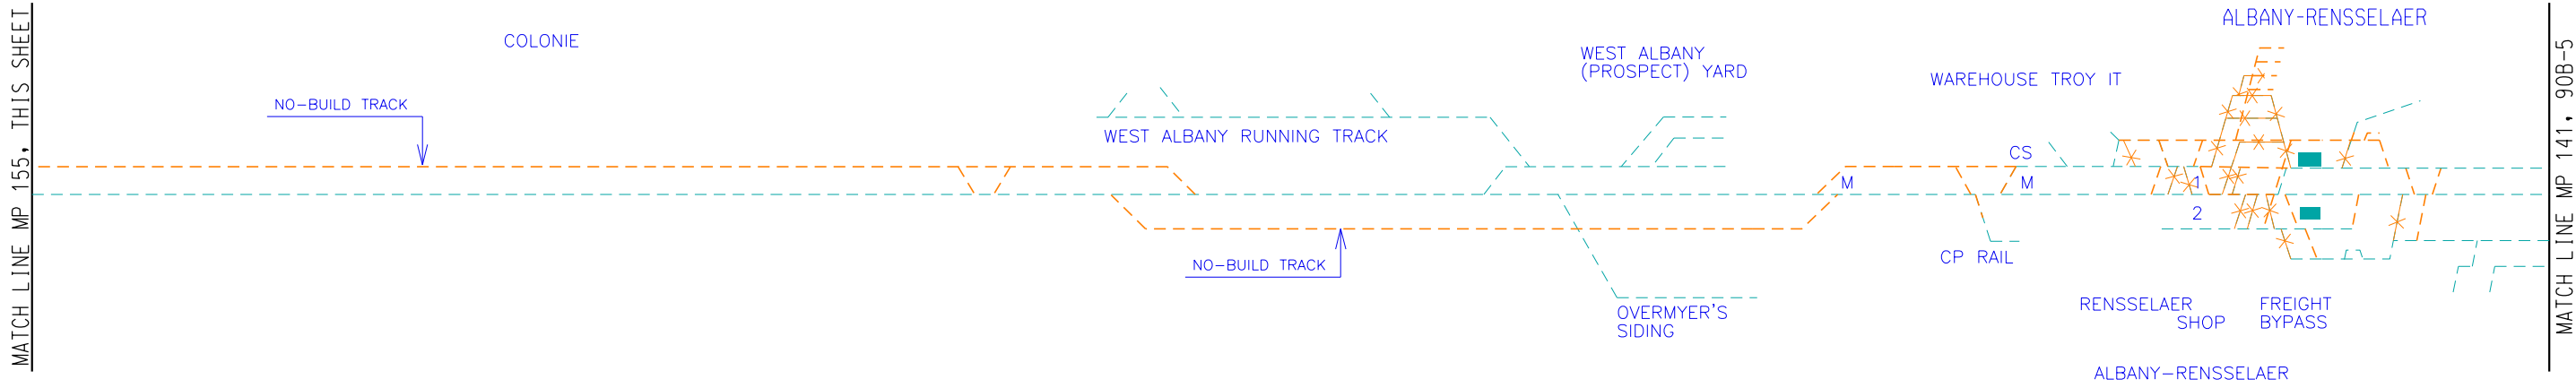 MATCH LINE MP 155, THIS SHEET
COLONIE
NO-BUILD TRACK
WEST ALBANY RUNNING TRACK
NO-BUILD TRACK
WEST ALBANY
(PROSPECT) YARD
OVERMYER'S
SIDING
ALBANY-RENSSELAER
WAREHOUSE TROY IT
CS
M
M
1
2
CP RAIL
RENSSELAER
SHOP
FREIGHT
BYPASS
ALBANY-RENSSELAER
MATCH LINE MP 141, 90B-5